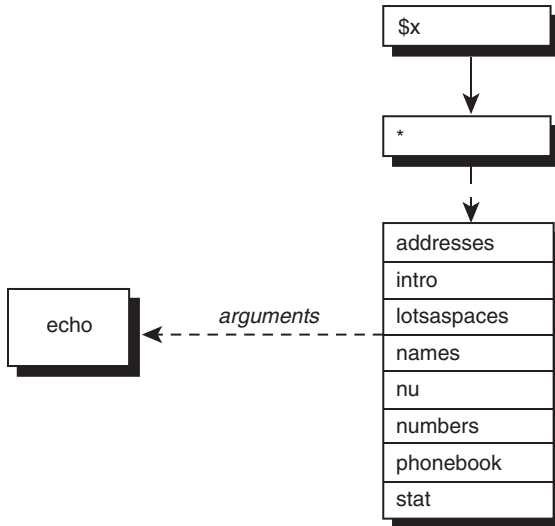 $x
*
addresses
intro
echo
arguments
lotsaspaces
names
nu
numbers
phonebook
stat